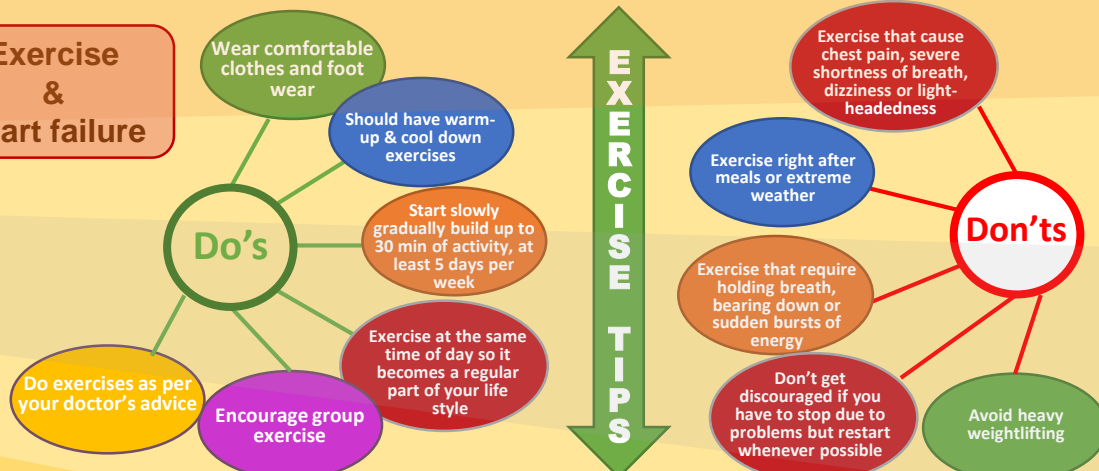 Exercise
&
art failure
Wear comfortable
clothes and foot
wear
Should have warm-
up & cool down
exercises
Start slowly
gradually build up to
30 min of activity, at
least 5 days per
week
Do's
Exercise at the same
time of day so it
becomes a regular
part of your life
style
Do exercises as per
your doctor's advice
Encourage group
exercise
EXERCISE TIPS
Exercise that cause
chest pain, severe
shortness of breath,
dizziness or light-
headedness
Exercise right after
meals or extreme
weather
Don'ts
Exercise that require
holding breath,
bearing down or
sudden bursts of
energy
Don't get
discouraged if you
have to stop due to
problems but restart
whenever possible
Avoid heavy
weightlifting